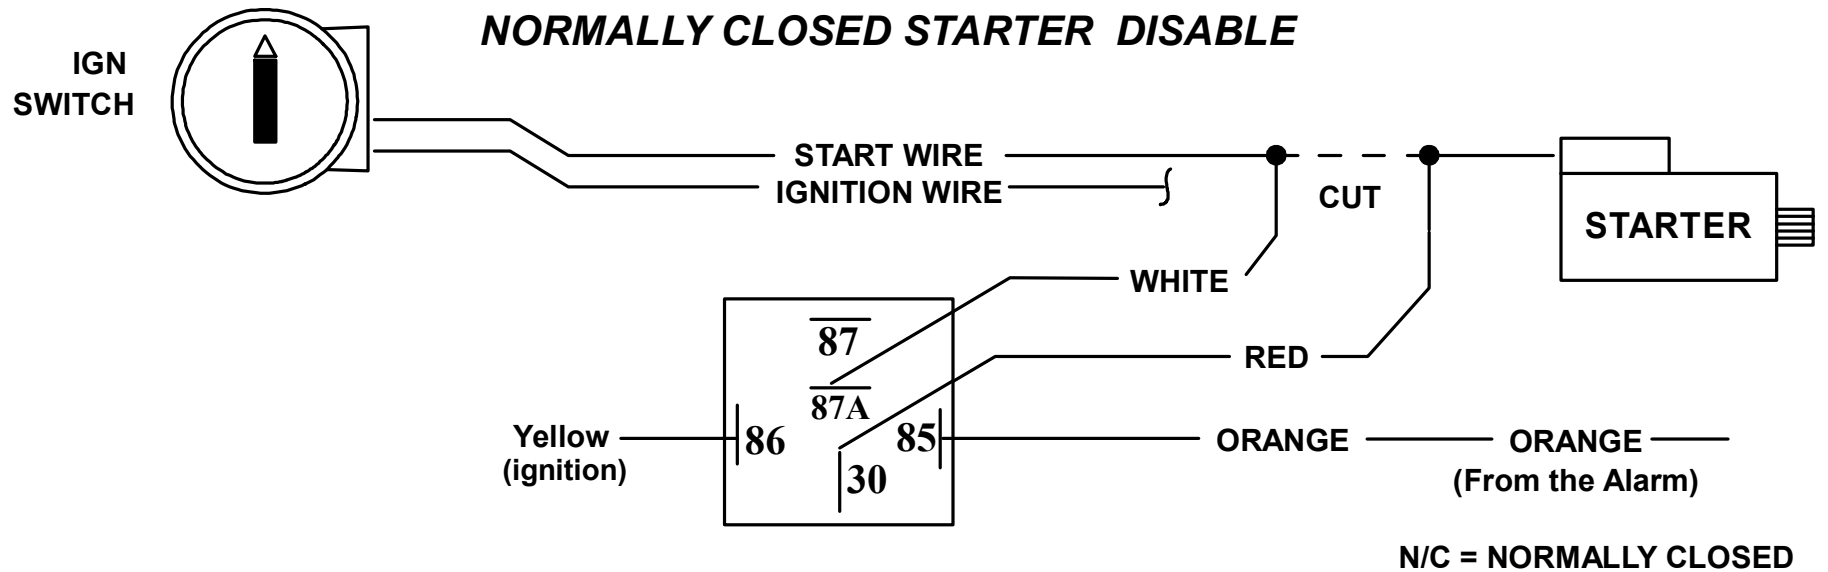 NORMALLY CLOSED STARTER DISABLE
IGN
SWITCH
START WIRE
IGNITION WIRE
CUT
STARTER
WHITE
87
RED
87A
Yellow
(ignition)
86
85
30
ORANGE
ORANGE
(From the Alarm)
N/C = NORMALLY CLOSED